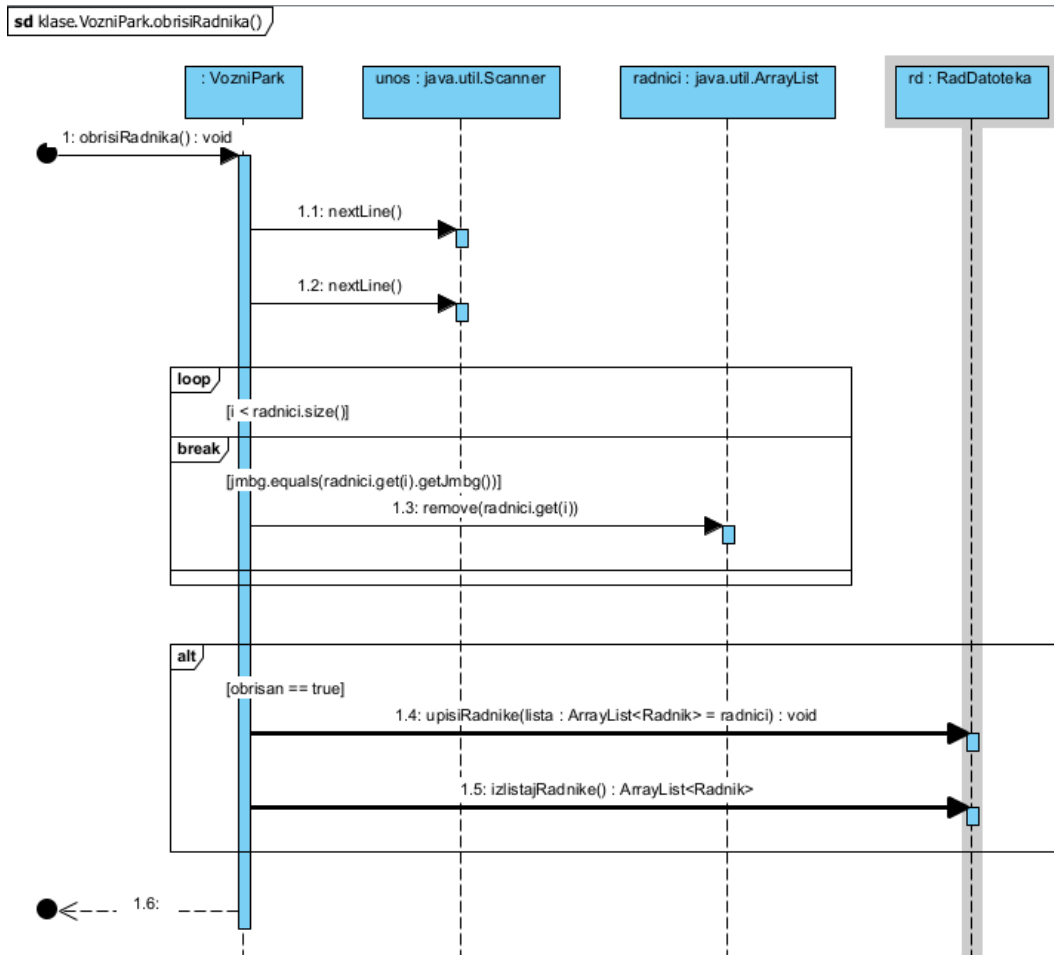 sd klase.VozniPark.obrisiRadnika()
: VozniPark
unos : java.util.Scanner
radnici : java.util.ArrayList
rd : RadDatoteka
1: obrisiRadnika() : void
1.1: nextLine()
1.2: nextLine()
loop
[i < radnici.size()]
break
[jmbg.equals(radnici.get(i).getJmbg())]
1.3: remove(radnici.get(i))
alt
[obrisan == true]
1.4: upisiRadnike(lista : ArrayList<Radnik> = radnici) : void
1.5: izlistajRadnike() : ArrayList<Radnik>
1.6: